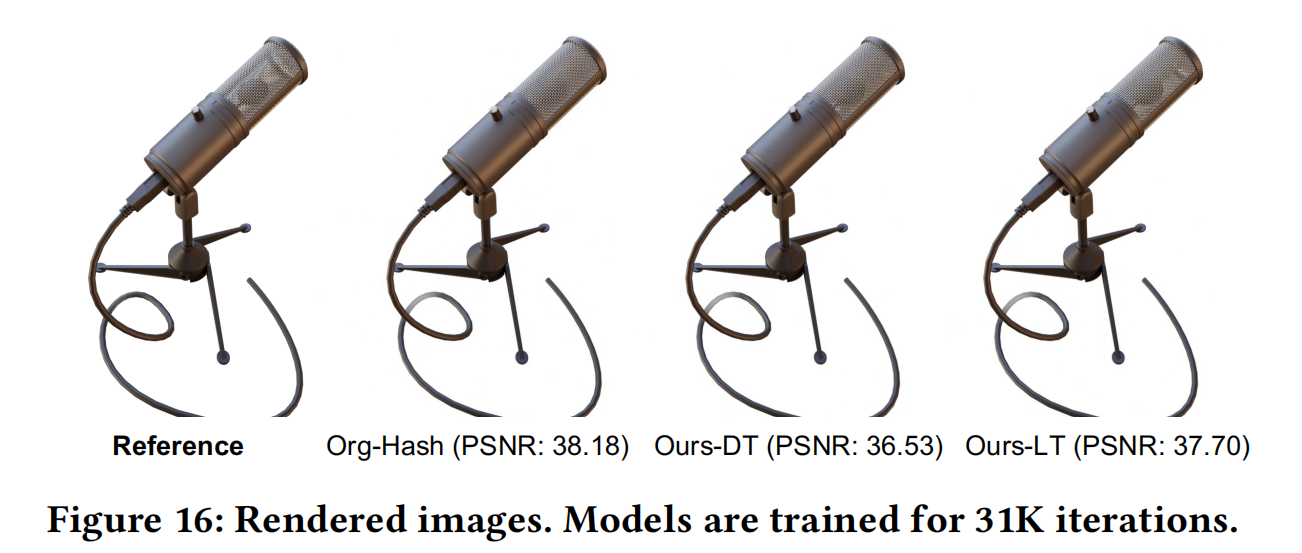 Reference Org-Hash (PSNR: 38.18) Ours-DT (PSNR: 36.53) Ours-LT (PSNR: 37.70)
Figure 16: Rendered images. Models are trained for 31K iterations.